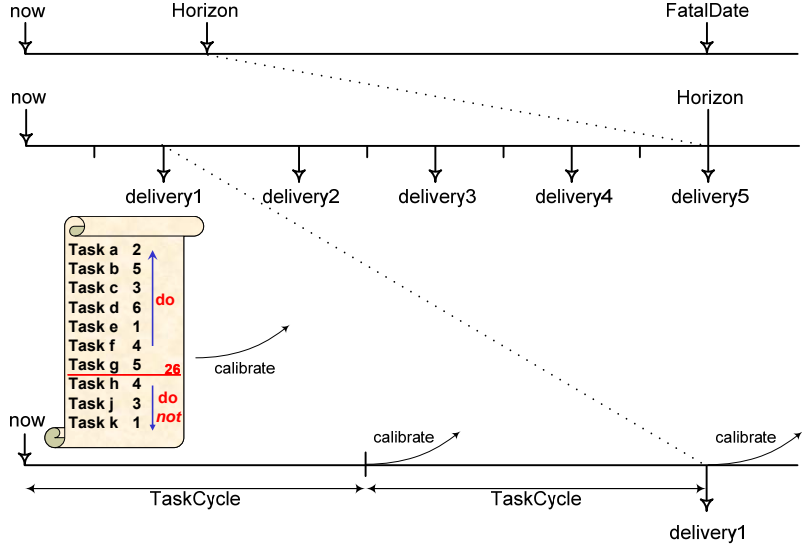 now Horizon FatalDate
now Horizon
delivery1 delivery2 delivery3 delivery4 delivery5
Task a 2
Task b 5
Task c 3
do
Task d 6
Task e 1
Task f 4
Task g 5 26
calibrate
Task h 4
do
Task j 3
not
Task k 1
now
calibrate calibrate
TaskCycle TaskCycle
delivery1